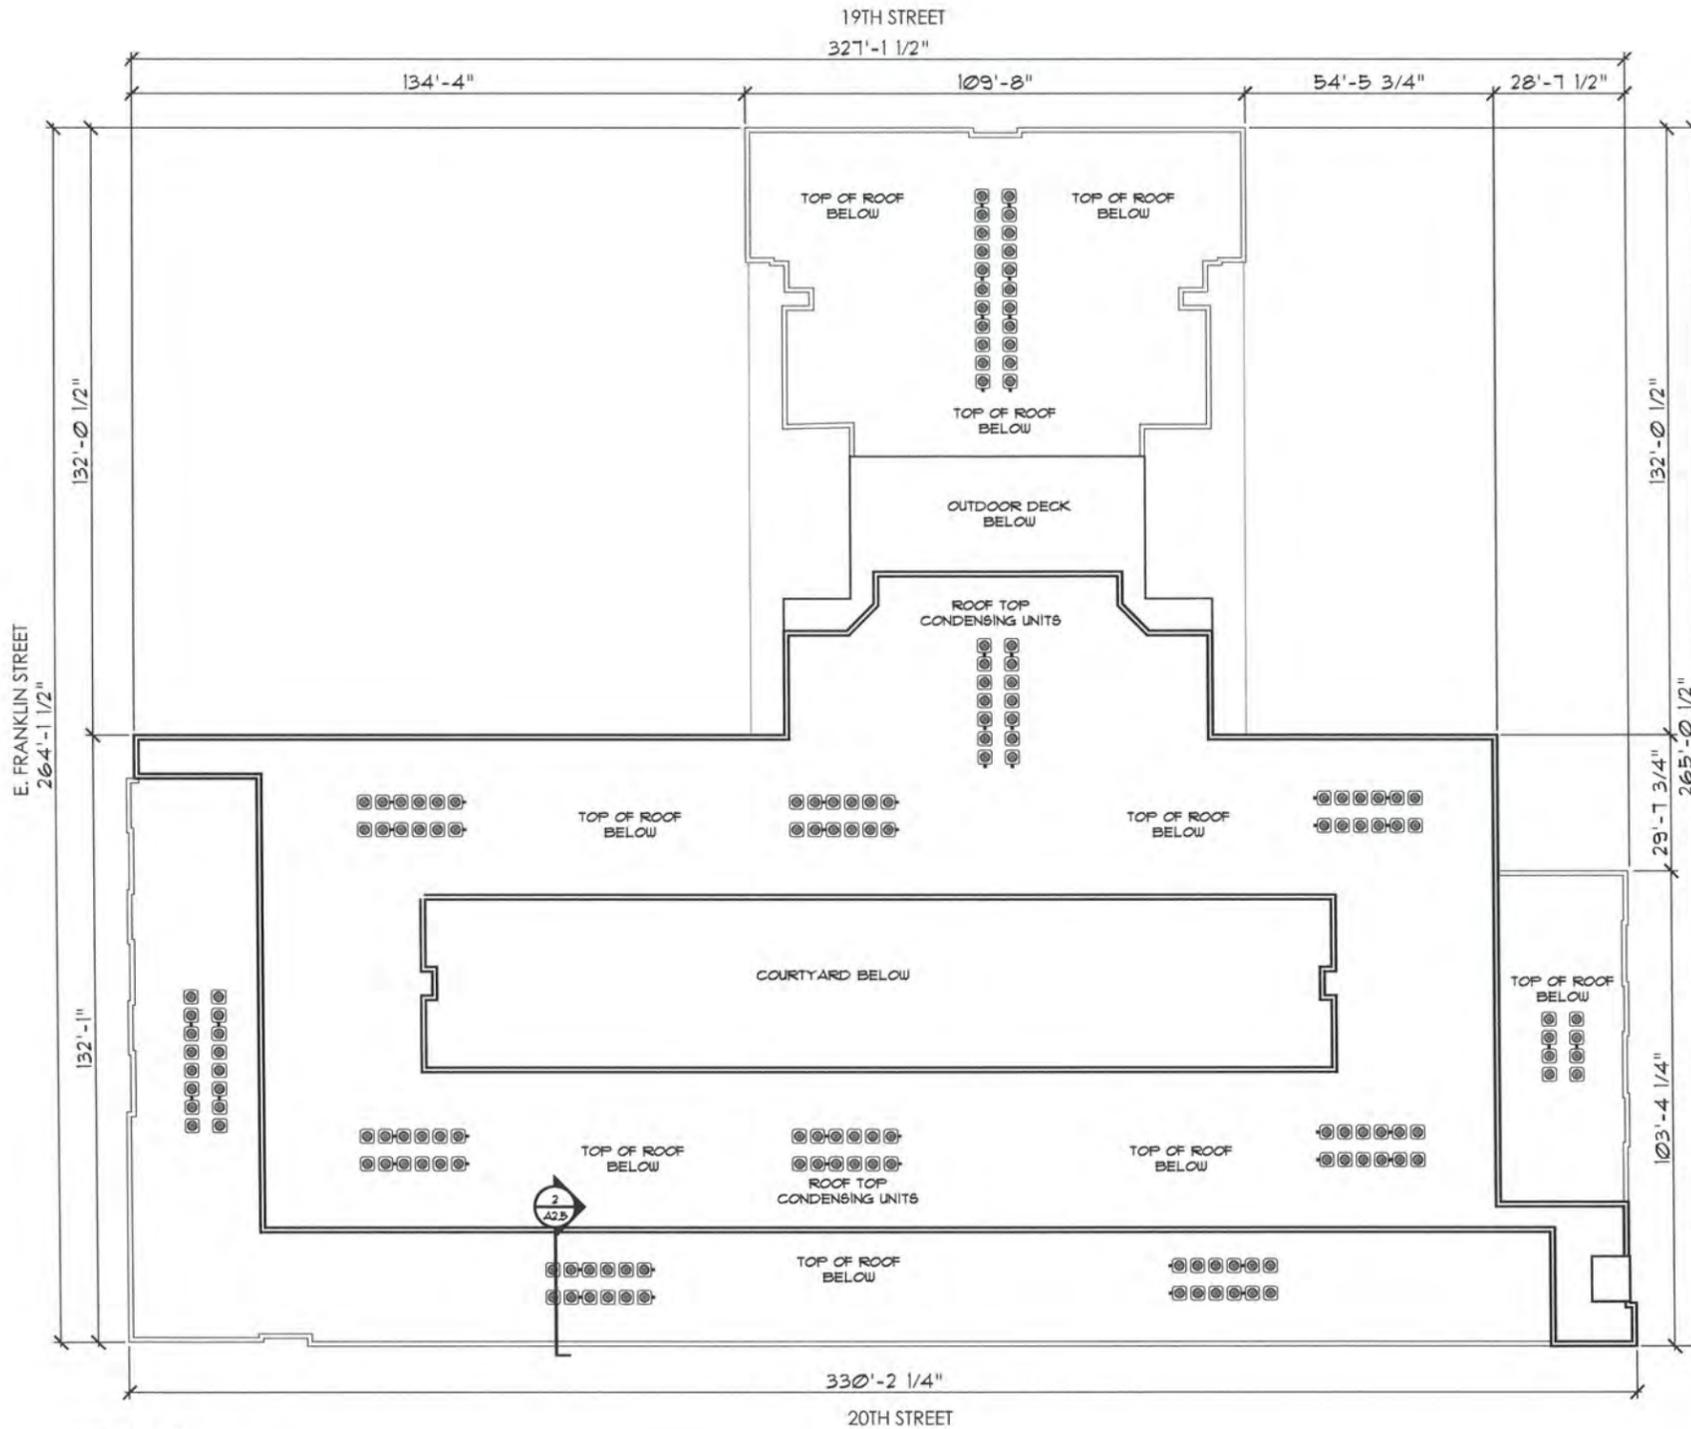 19TH STREET
327'-1 1/2"
134'-4"
109'-8"
54'-5 3/4"
28'-7 1/2"
TOP OF ROOF
BELOW
TOP OF ROOF
BELOW
132'-0 1/2"
132'-0 1/2"
TOP OF ROOF
BELOW
OUTDOOR DECK
BELOW
ROOF TOP
CONDENSING UNITS
E. FRANKLIN STREET
264'-1 1/2"
265'-0 1/2"
29'-7 3/4"
TOP OF ROOF
BELOW
TOP OF ROOF
BELOW
COURTYARD BELOW
TOP OF ROOF
BELOW
132'-1"
103'-4 1/4"
TOP OF ROOF
BELOW
TOP OF ROOF
BELOW
ROOF TOP
CONDENSING UNITS
2
A2.5
TOP OF ROOF
BELOW
330'-2 1/4"
20TH STREET